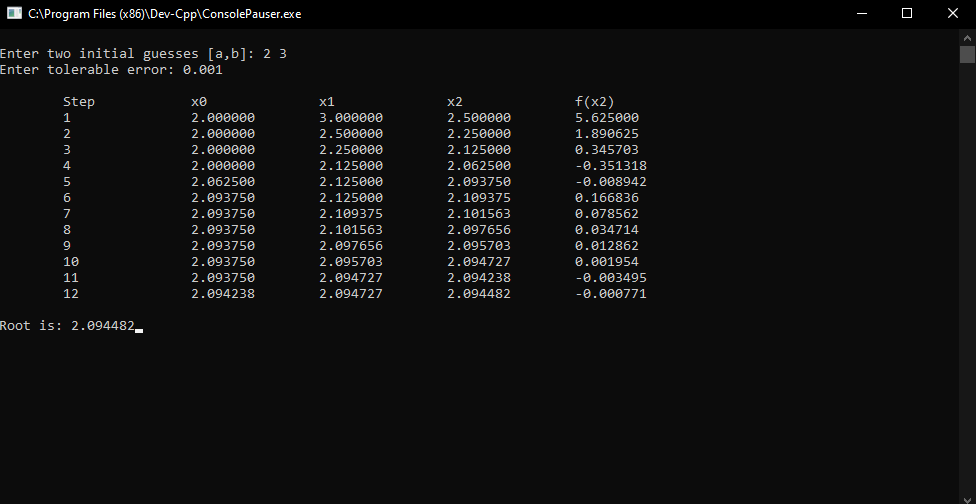 C:\Program Files (x86)\Dev-Cpp\ConsolePauser.exe
Enter two initial guesses [a,b]: 2 3
Enter tolerable error: 0.001
Step x0 x1 x2 f(x2)
1 2.000000 3.000000 2.500000 5.625000
2 2.000000 2.500000 2.250000 1.890625
3 2.000000 2.250000 2.125000 0.345703
4 2.000000 2.125000 2.062500 -0.351318
5 2.062500 2.125000 2.093750 -0.008942
6 2.093750 2.125000 2.109375 0.166836
7 2.093750 2.109375 2.101563 0.078562
8 2.093750 2.101563 2.097656 0.034714
9 2.093750 2.097656 2.095703 0.012862
10 2.093750 2.095703 2.094727 0.001954
11 2.093750 2.094727 2.094238 -0.003495
12 2.094238 2.094727 2.094482 -0.000771
Root is: 2.094482